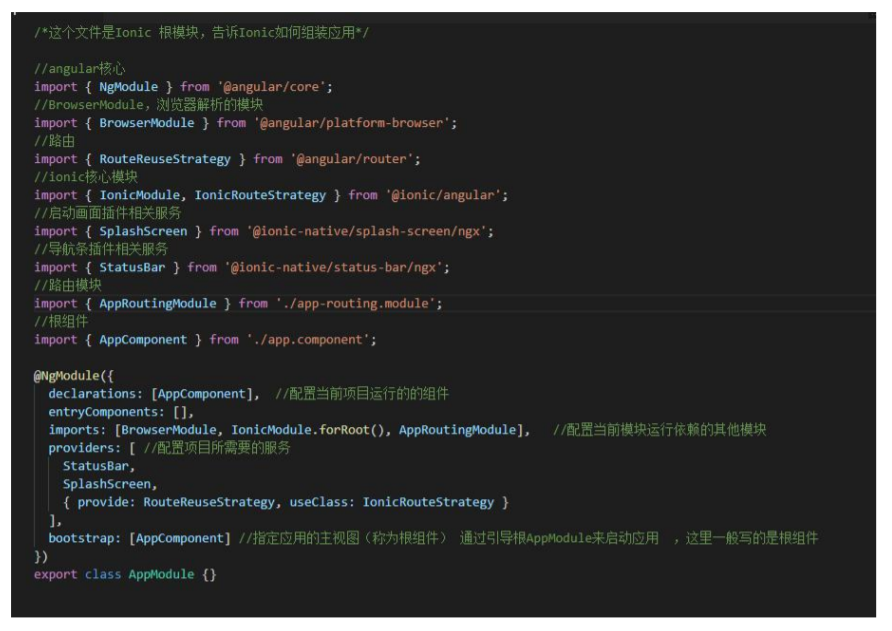 /*这个文件是Ionic 根模块，告诉Ionic如何组装应用*/
//angular核心
import { NgModule } from '@angular/core';
//BrowserModule，浏览器解析的模块
import { BrowserModule } from '@angular/platform-browser';
//路由
import { RouteReuseStrategy } from '@angular/router';
//ionic核心模块
import { IonicModule, IonicRouteStrategy } from '@ionic/angular';
//启动画面插件相关服务
import { SplashScreen } from '@ionic-native/splash-screen/ngx';
//导航条插件相关服务
import { StatusBar } from '@ionic-native/status-bar/ngx';
//路由模块
import { AppRoutingModule } from './app-routing.module';
//根组件
import { AppComponent } from './app.component';
@NgModule({
  declarations: [AppComponent],  //配置当前项目运行的的组件
  entryComponents: [],
  imports: [BrowserModule, IonicModule.forRoot(), AppRoutingModule],   //配置当前模块运行依赖的其他模块
  providers: [ //配置项目所需要的服务
    StatusBar,
    SplashScreen,
    { provide: RouteReuseStrategy, useClass: IonicRouteStrategy }
  ],
  bootstrap: [AppComponent] //指定应用的主视图（称为根组件） 通过引导根AppModule来启动应用  ，这里一般写的是根组件
})
export class AppModule {}